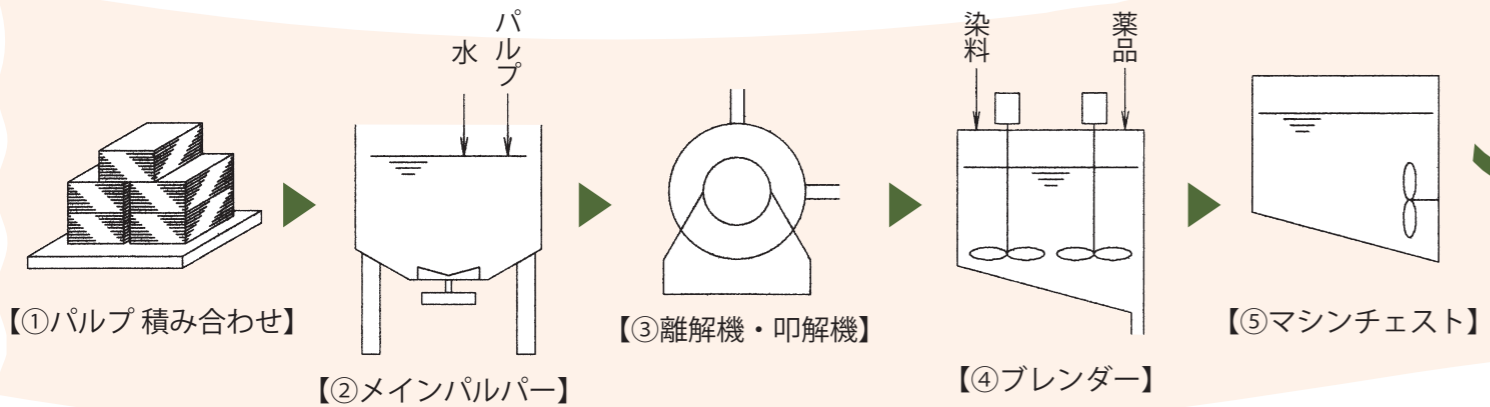 【①パルプ 積み合わせ】
水
パルプ
【②メインパルパー】
【③離解機・叩解機】
染料
薬品
【④ブレンダー】
【⑤マシンチェスト】